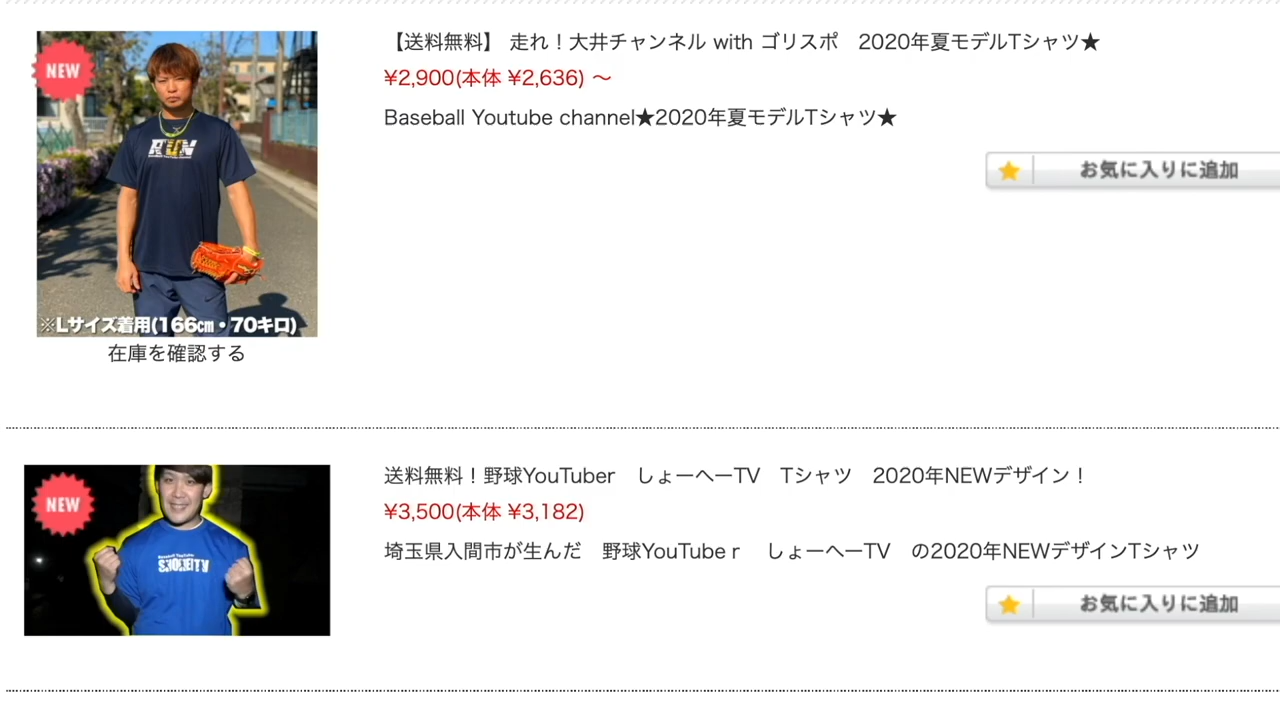 NEW
RUN
Baseball Youtube channel
※Lサイズ着用(166㎝・70キロ)
在庫を確認する
【送料無料】 走れ！大井チャンネル with ゴリスポ　2020年夏モデルTシャツ★
¥2,900(本体 ¥2,636) ～
Baseball Youtube channel★2020年夏モデルTシャツ★
お気に入りに追加
NEW
Baseball YouTuber
SHOHEITV
送料無料！野球YouTuber　しょーへーTV　Tシャツ　2020年NEWデザイン！
¥3,500(本体 ¥3,182)
埼玉県入間市が生んだ　野球YouTubeｒ　しょーへーTV　の2020年NEWデザインTシャツ
お気に入りに追加